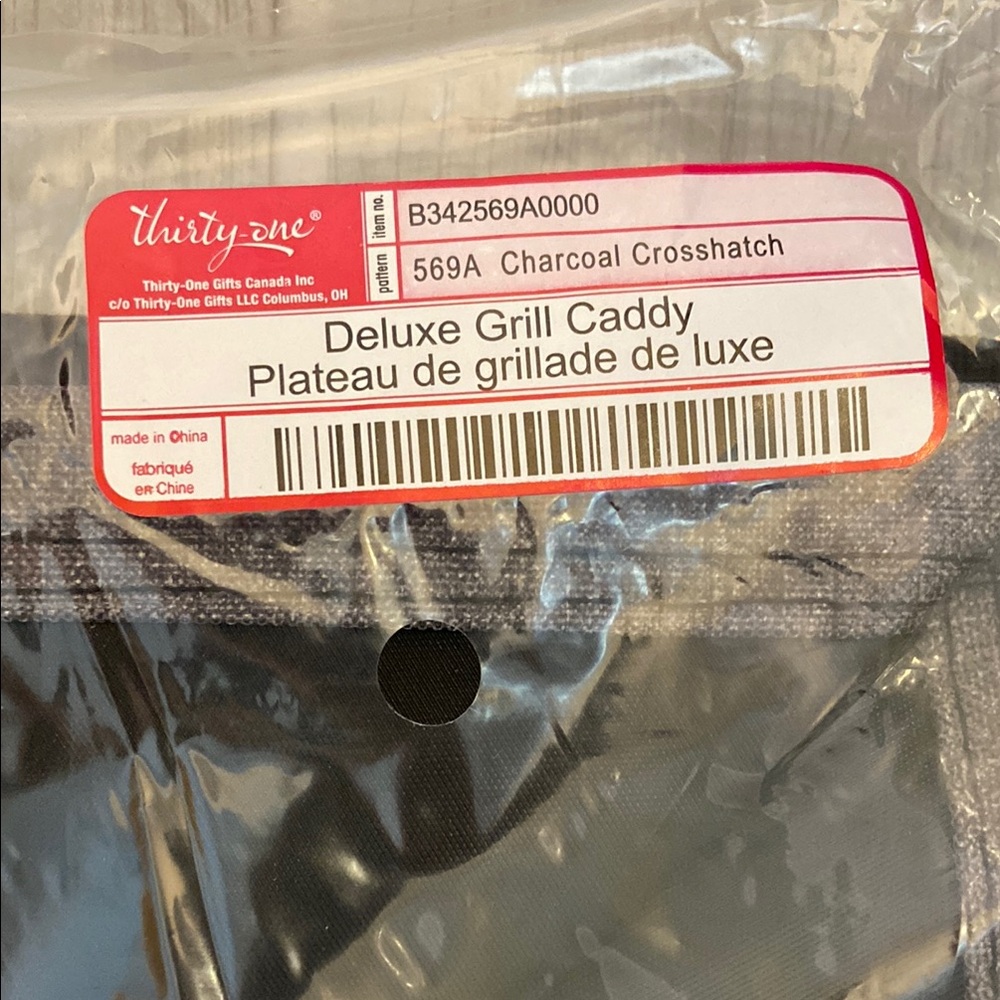 thirty-one®
Thirty-One Gifts Canada Inc
c/o Thirty-One Gifts LLC Columbus, OH
item no.
B342569A0000
pattern
569A Charcoal Crosshatch
Deluxe Grill Caddy
Plateau de grillade de luxe
made in China
fabriqué
en Chine